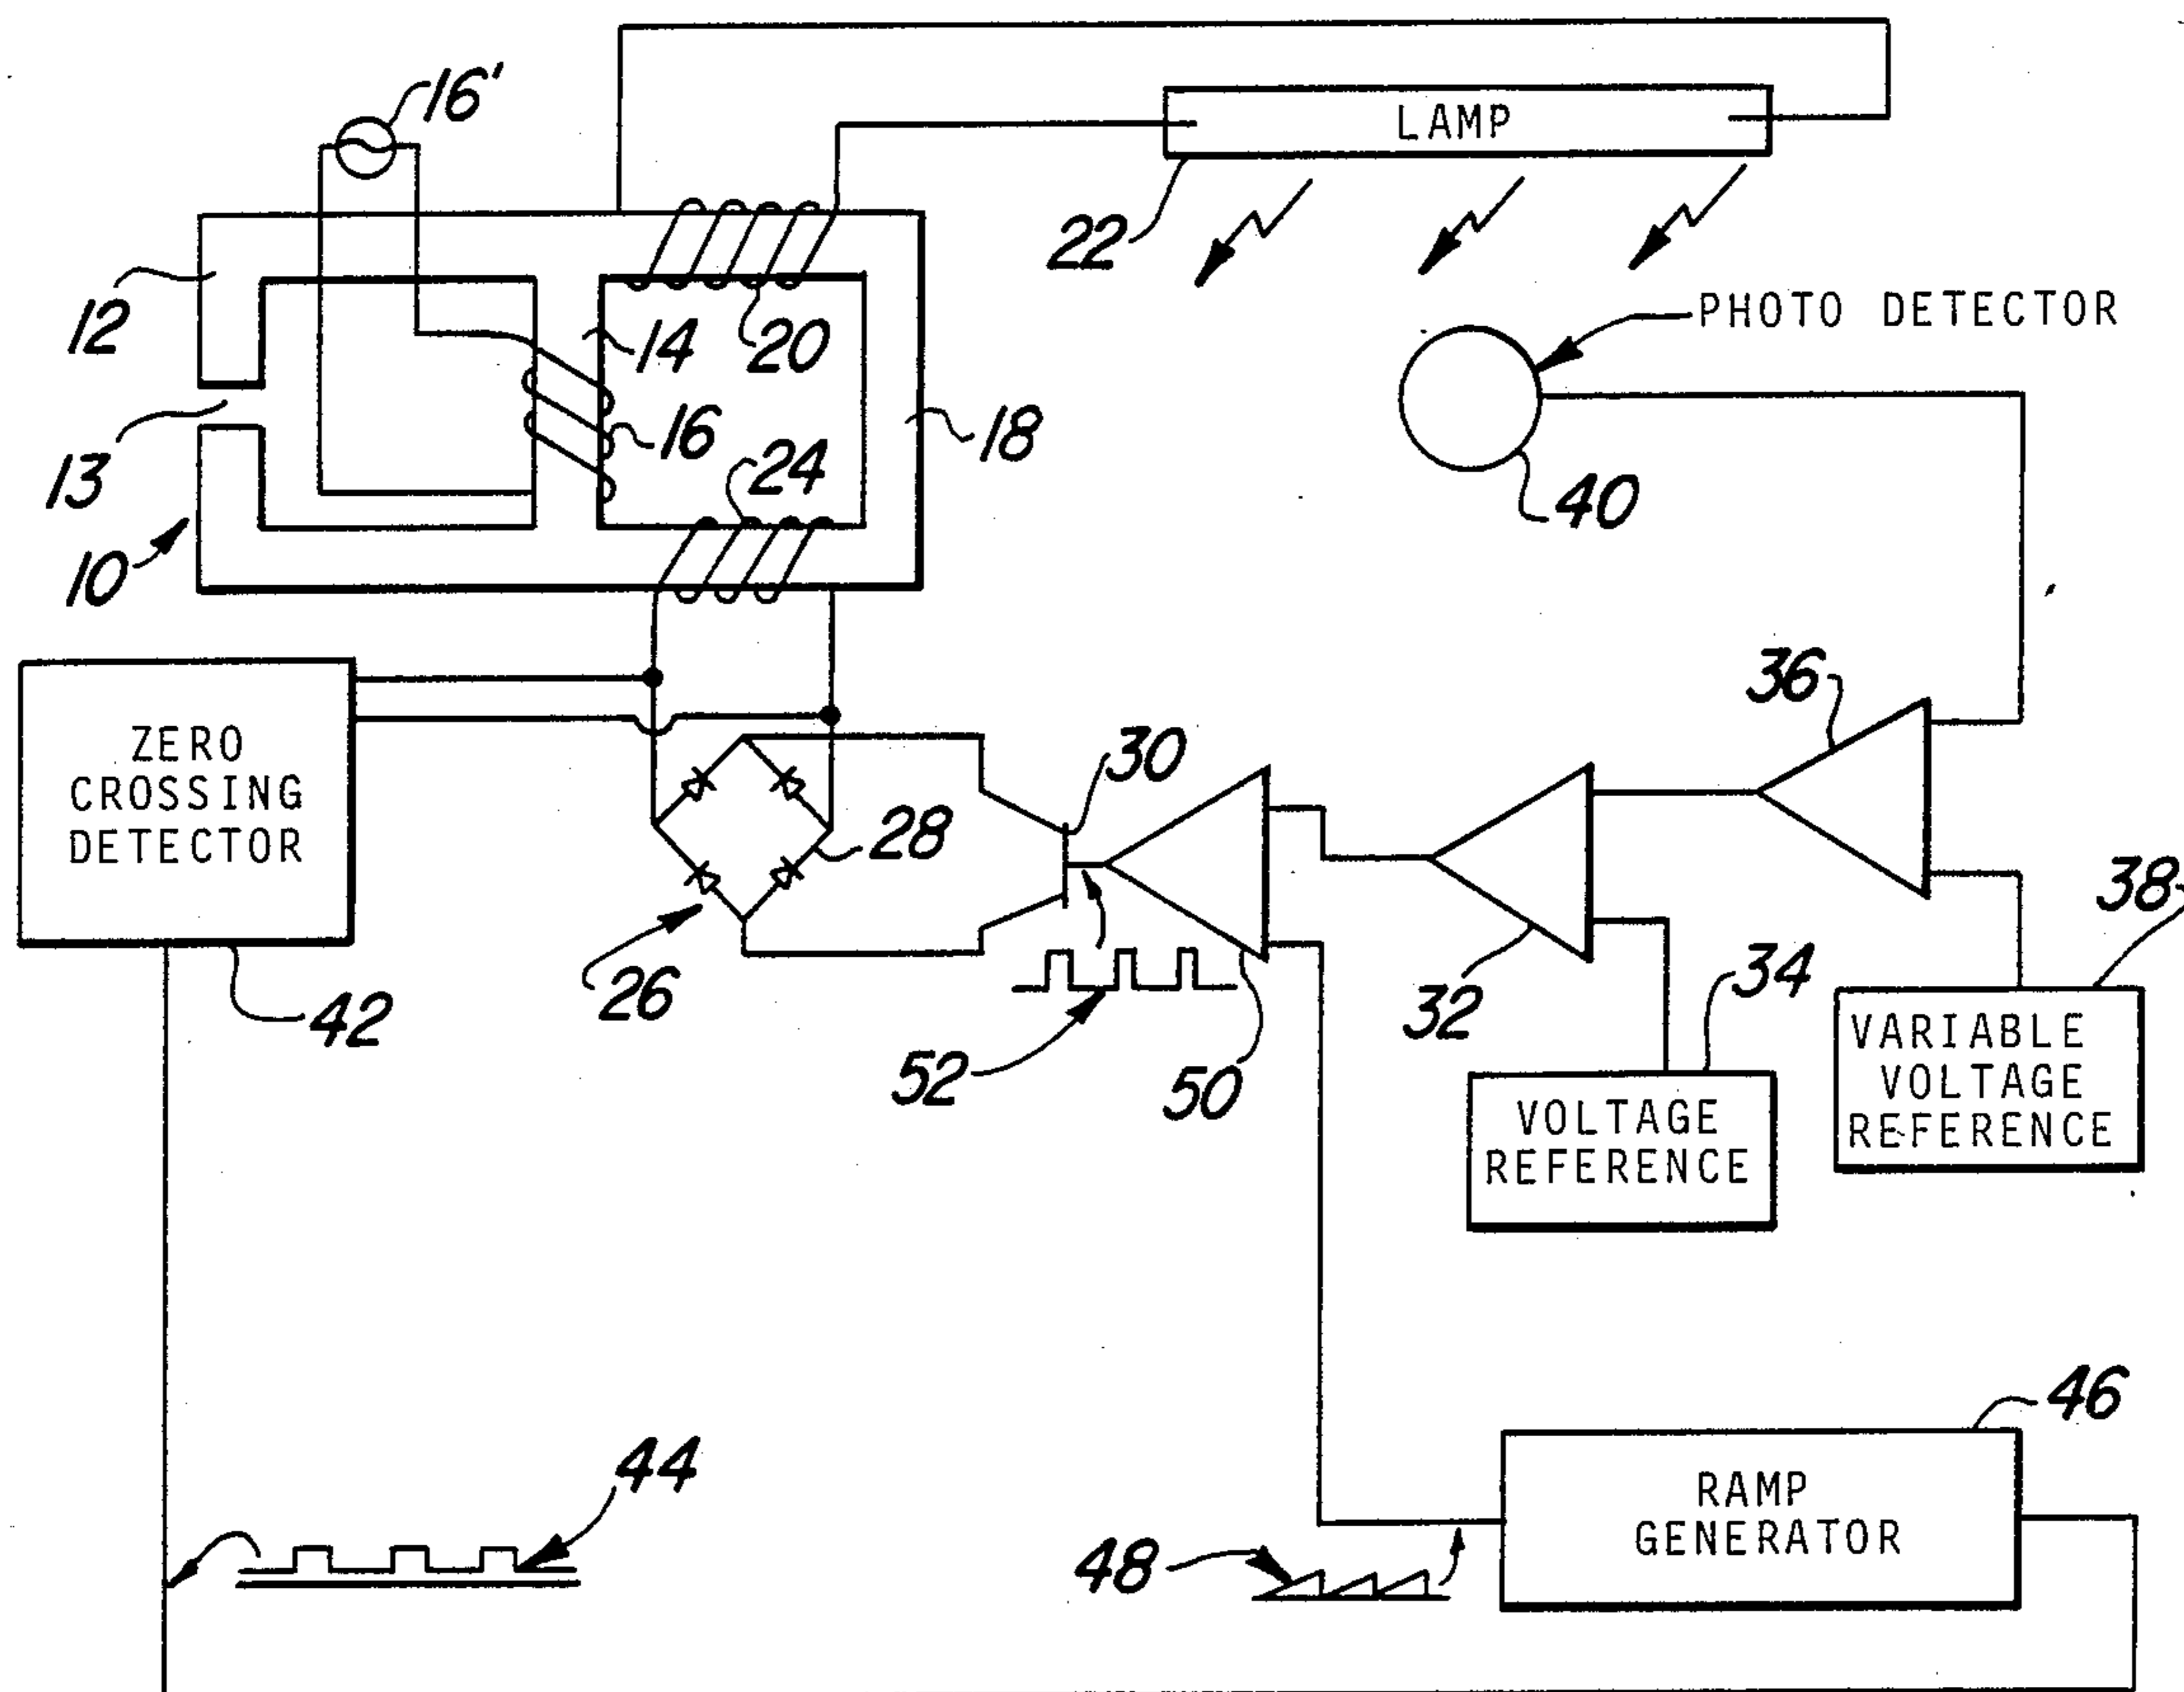 16'
LAMP
12
22
14
20
PHOTO DETECTOR
16
18
13
24
40
10
36
ZERO
CROSSING
DETECTOR
30
28
38
26
42
32
34
52
50
VOLTAGE
REFERENCE
VARIABLE
VOLTAGE
REFERENCE
46
44
RAMP
GENERATOR
48